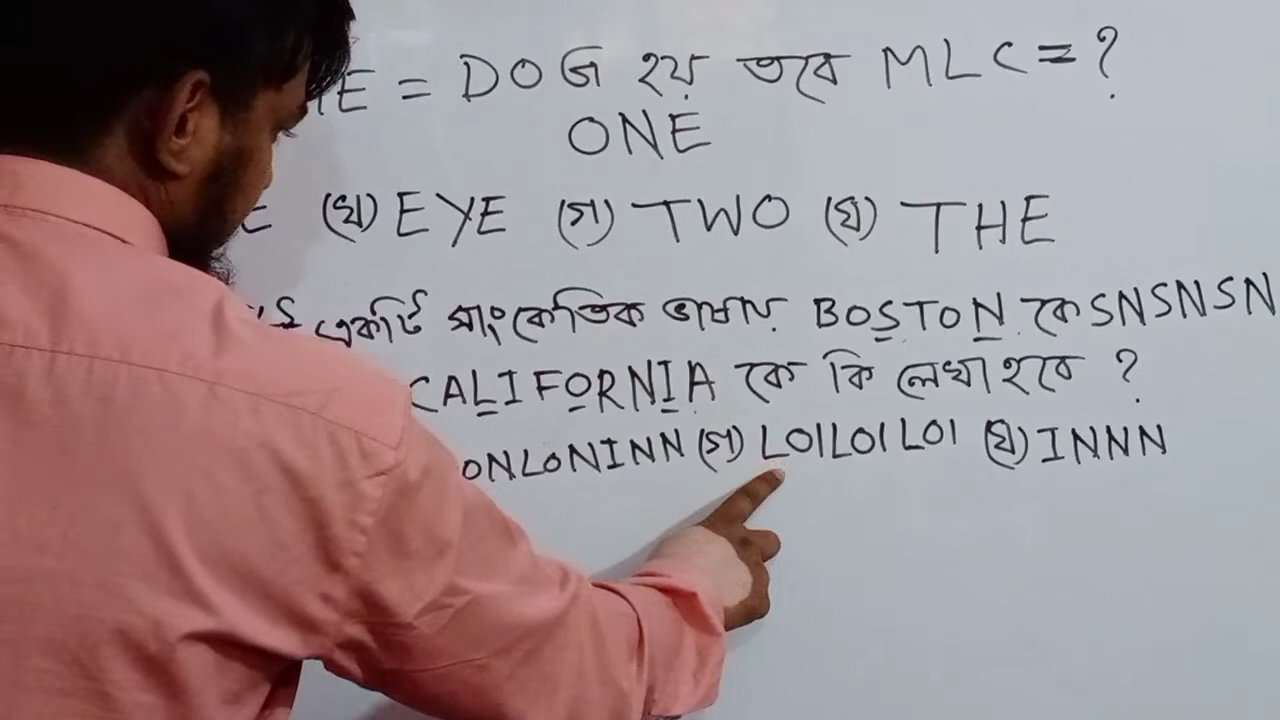 E = DOG হয় তবে MLC = ?
ONE
E (খ) EYE (গ) TWO (ঘ) THE
একটি সাংকেতিক ভাষায় BOSTON কে SNSNSN
CALIFORNIA কে কি লেখা হবে ?
ONLONINN (গ) LOILOILOI (ঘ) INNN